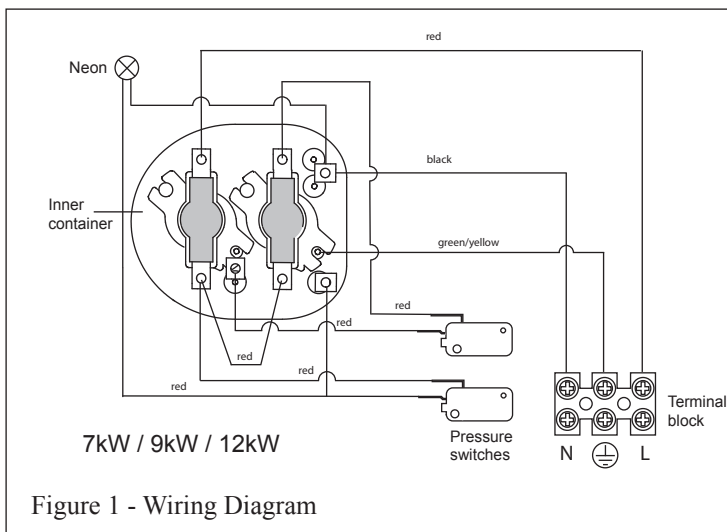 red
Neon
black
Inner
container
green/yellow
red
red
red
red
red
7kW / 9kW / 12kW
Pressure
switches
Terminal
block
N
L
Figure 1 - Wiring Diagram